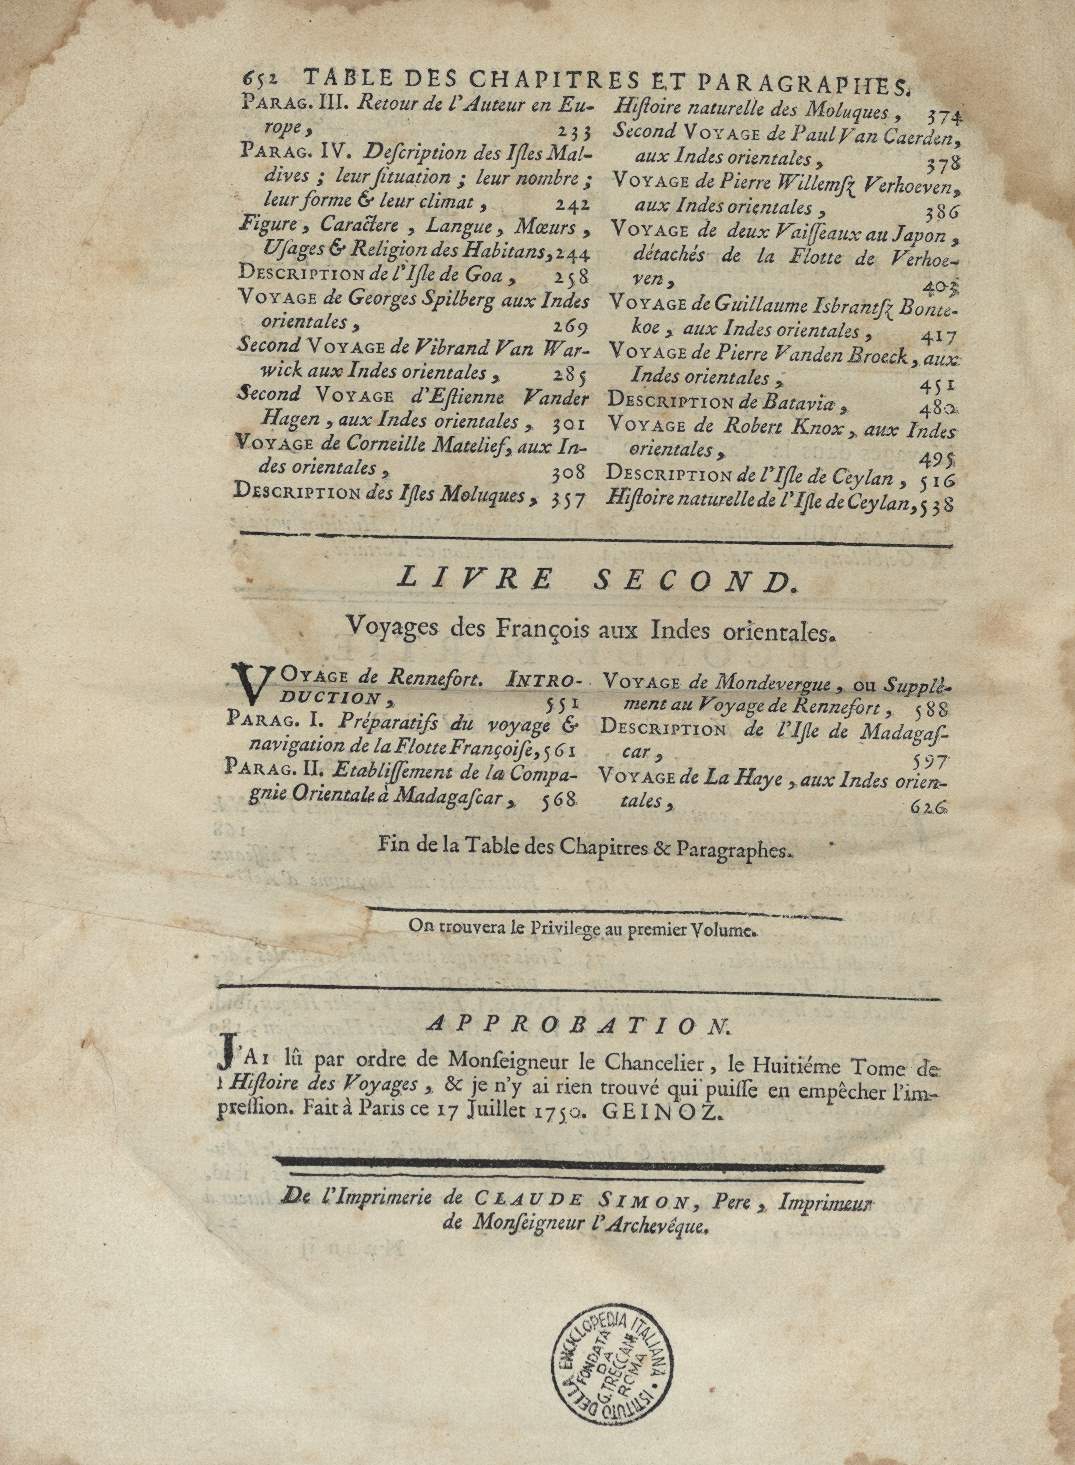 652 TABLE DES CHAPITRES ET PARAGRAPHES.
PARAG. III. Retour de l'Auteur en Eu-
rope, 233
PARAG. IV. Deſcription des Iſles Mal-
dives ; leur ſituation ; leur nombre ;
leur forme & leur climat, 242
Figure, Caractere, Langue, Mœurs,
Uſages & Religion des Habitans, 244
DESCRIPTION de l'Iſle de Goa, 258
VOYAGE de Georges Spilberg aux Indes
orientales, 269
Second VOYAGE de Vibrand Van War-
wick aux Indes orientales, 285
Second VOYAGE d'Eſtienne Vander
Hagen, aux Indes orientales, 301
VOYAGE de Corneille Matelief, aux In-
des orientales, 308
DESCRIPTION des Iſles Moluques, 357
Hiſtoire naturelle des Moluques, 374
Second VOYAGE de Paul Van Caerden,
aux Indes orientales, 378
VOYAGE de Pierre Willemſz Verhoeven,
aux Indes orientales, 386
VOYAGE de deux Vaiſſeaux au Japon,
détachés de la Flotte de Verhoe-
ven, 403
VOYAGE de Guillaume Isbrantſz Bonte-
koe, aux Indes orientales, 417
VOYAGE de Pierre Vanden Broeck, aux
Indes orientales, 451
DESCRIPTION de Batavia, 480
VOYAGE de Robert Knox, aux Indes
orientales, 495
DESCRIPTION de l'Iſle de Ceylan, 516
Hiſtoire naturelle de l'Iſle de Ceylan, 538
LIVRE SECOND.
Voyages des François aux Indes orientales.
VOYAGE de Rennefort. INTRO-
DUCTION, 551
PARAG. I. Préparatifs du voyage &
navigation de la Flotte Françoiſe, 561
PARAG. II. Etabliſſement de la Compa-
gnie Orientale à Madagaſcar, 568
VOYAGE de Mondevergue, ou Supplé-
ment au Voyage de Rennefort, 588
DESCRIPTION de l'Iſle de Madagaſ-
car, 597
VOYAGE de La Haye, aux Indes orien-
tales, 626
Fin de la Table des Chapitres & Paragraphes.
On trouvera le Privilege au premier Volume.
APPROBATION.
J'AI lû par ordre de Monſeigneur le Chancelier, le Huitiéme Tome de
l Hiſtoire des Voyages, & je n'y ai rien trouvé qui puiſſe en empêcher l'im-
preſſion. Fait à Paris ce 17 Juillet 1750. GEINOZ.
De l'Imprimerie de CLAUDE SIMON, Pere, Imprimeur
de Monſeigneur l'Archevêque.
ISTITUTO DELLA ENCICLOPEDIA ITALIANA
FONDATA
DA
G. TRECCANI
ROMA